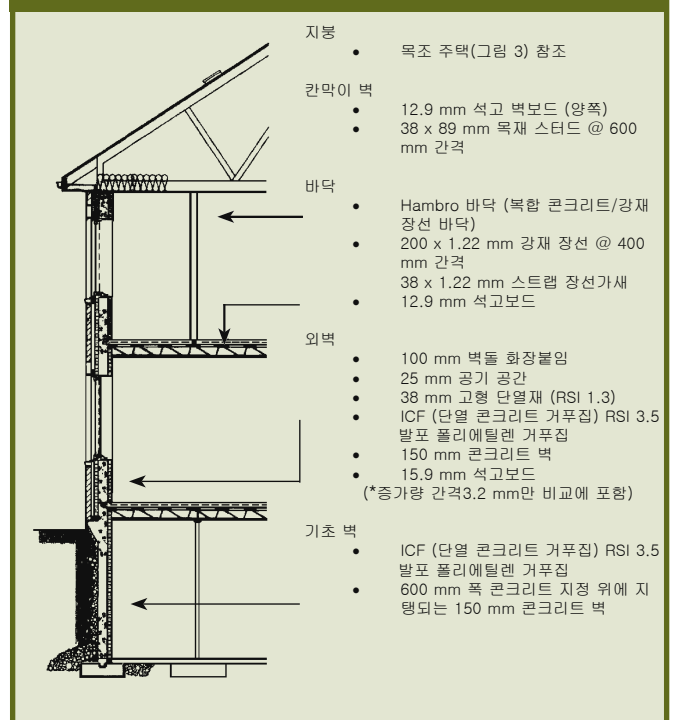 지붕
• 목조 주택(그림 3) 참조
칸막이 벽
• 12.9 mm 석고 벽보드 (양쪽)
• 38 x 89 mm 목재 스터드 @ 600
mm 간격
바닥
• Hambro 바닥 (복합 콘크리트/강재
장선 바닥)
• 200 x 1.22 mm 강재 장선 @ 400
mm 간격
38 x 1.22 mm 스트랩 장선가새
• 12.9 mm 석고보드
외벽
• 100 mm 벽돌 화장붙임
• 25 mm 공기 공간
• 38 mm 고형 단열재 (RSI 1.3)
• ICF (단열 콘크리트 거푸집) RSI 3.5
발포 폴리에틸렌 거푸집
• 150 mm 콘크리트 벽
• 15.9 mm 석고보드
(*증가량 간격3.2 mm만 비교에 포함)
기초 벽
• ICF (단열 콘크리트 거푸집) RSI 3.5
발포 폴리에틸렌 거푸집
• 600 mm 폭 콘크리트 지정 위에 지
탱되는 150 mm 콘크리트 벽